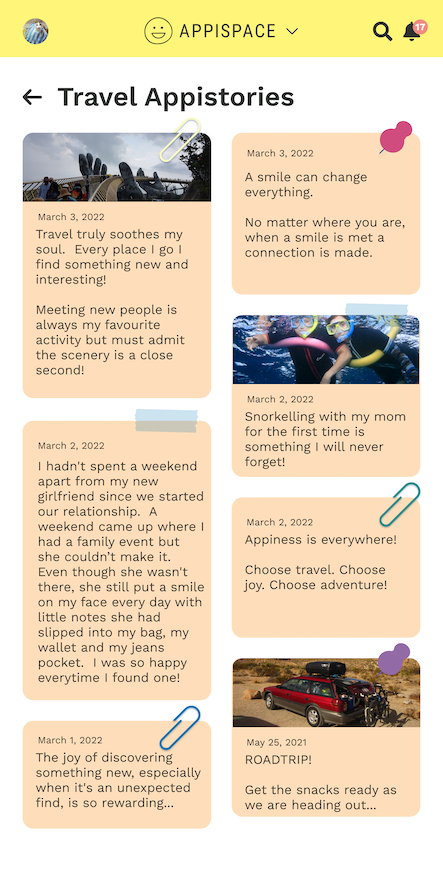 APPISPACE
17
Travel Appistories
March 3, 2022
Travel truly soothes my
soul.  Every place I go I
find something new and
interesting!
Meeting new people is
always my favourite
activity but must admit
the scenery is a close
second!
March 2, 2022
I hadn't spent a weekend
apart from my new
girlfriend since we started
our relationship.  A
weekend came up where I
had a family event but
she couldn’t make it.
Even though she wasn't
there, she still put a smile
on my face every day with
little notes she had
slipped into my bag, my
wallet and my jeans
pocket.  I was so happy
everytime I found one!
March 1, 2022
The joy of discovering
something new, especially
when it's an unexpected
find, is so rewarding...
March 3, 2022
A smile can change
everything.
No matter where you are,
when a smile is met a
connection is made.
March 2, 2022
Snorkelling with my mom
for the first time is
something I will never
forget!
March 2, 2022
Appiness is everywhere!
Choose travel. Choose
joy. Choose adventure!
May 25, 2021
ROADTRIP!
Get the snacks ready as
we are heading out...